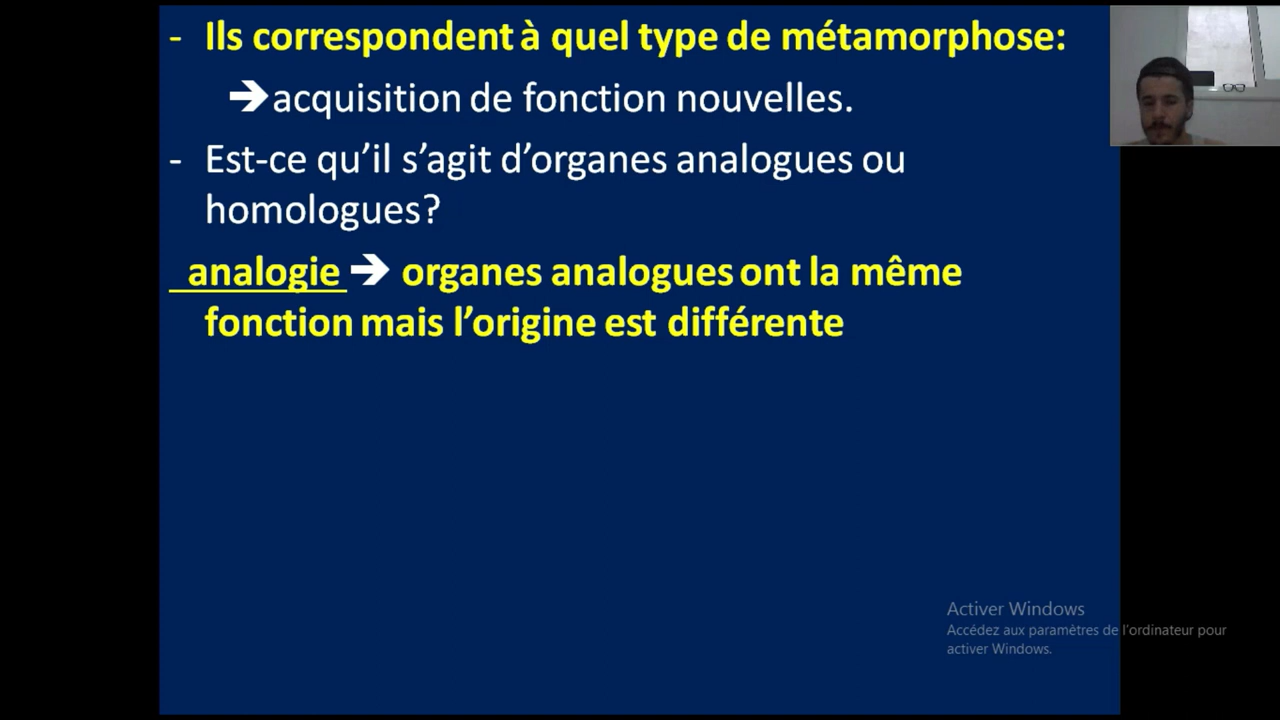 - Ils correspondent à quel type de métamorphose:
➔acquisition de fonction nouvelles.
- Est-ce qu’il s’agit d’organes analogues ou
homologues?
analogie ➔ organes analogues ont la même
fonction mais l’origine est différente
Activer Windows
Accédez aux paramètres de l'ordinateur pour
activer Windows.